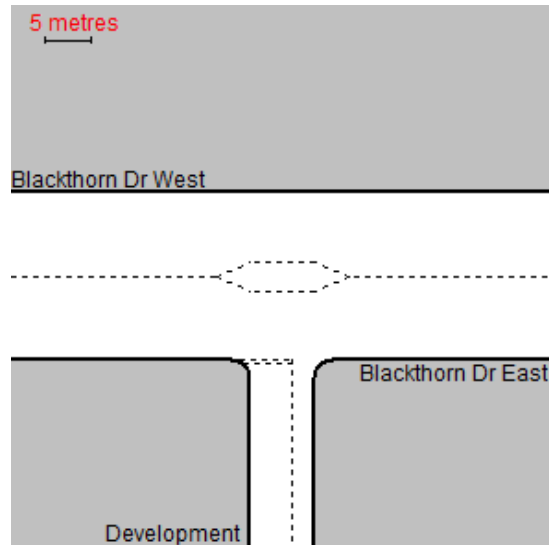 5 metres
Blackthorn Dr West
Blackthorn Dr East
Development